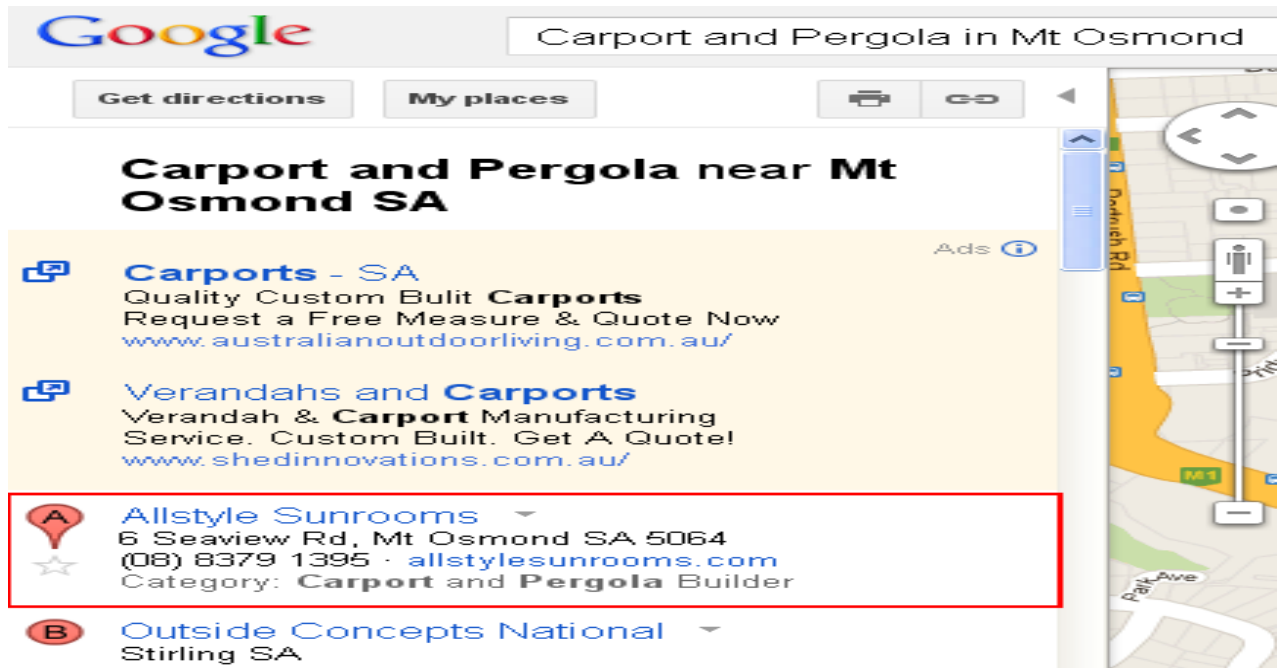 Google
Carport and Pergola in Mt Osmond
Get directions
My places
Carport and Pergola near Mt
Osmond SA
Ads
Carports - SA
Quality Custom Bulit Carports
Request a Free Measure & Quote Now
www.australianoutdoorliving.com.au/
Verandahs and Carports
Verandah & Carport Manufacturing
Service. Custom Built. Get A Quote!
www.shedinnovations.com.au/
A
Allstyle Sunrooms
6 Seaview Rd, Mt Osmond SA 5064
(08) 8379 1395 · allstylesunrooms.com
Category: Carport and Pergola Builder
B
Outside Concepts National
Stirling SA
M1
Park Ave